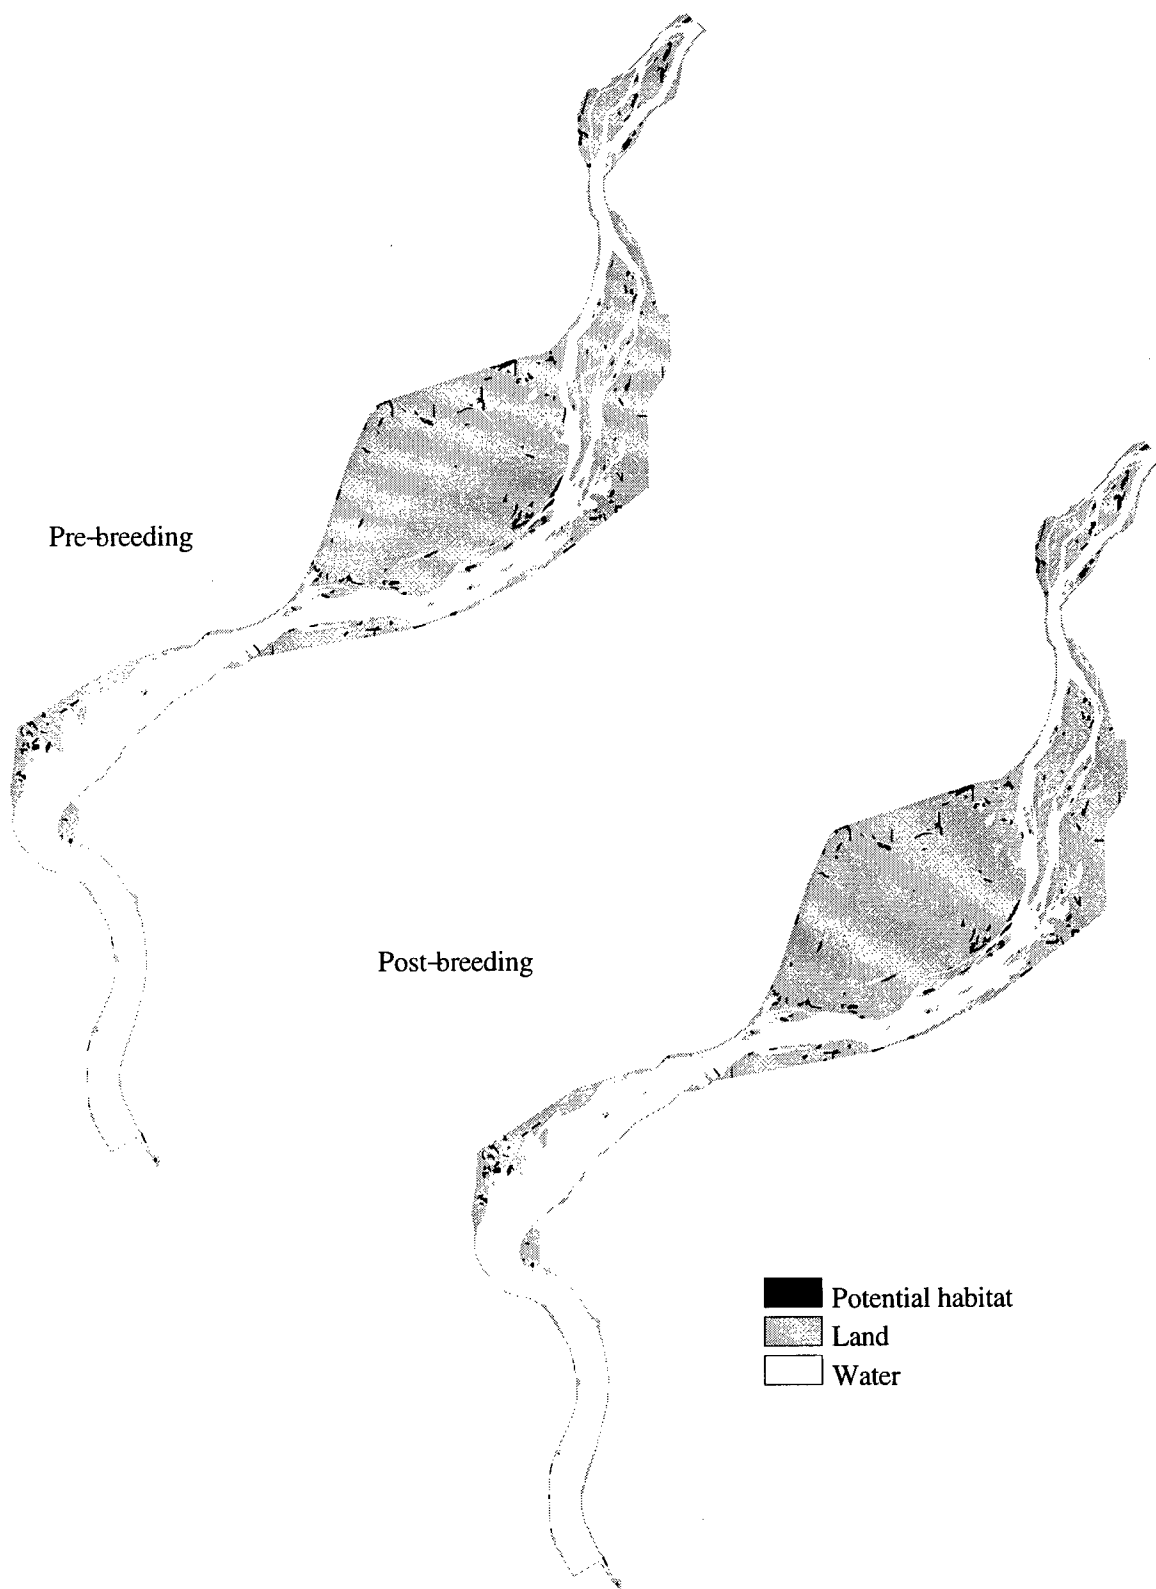 Pre-breeding
Post-breeding
Potential habitat
Land
Water